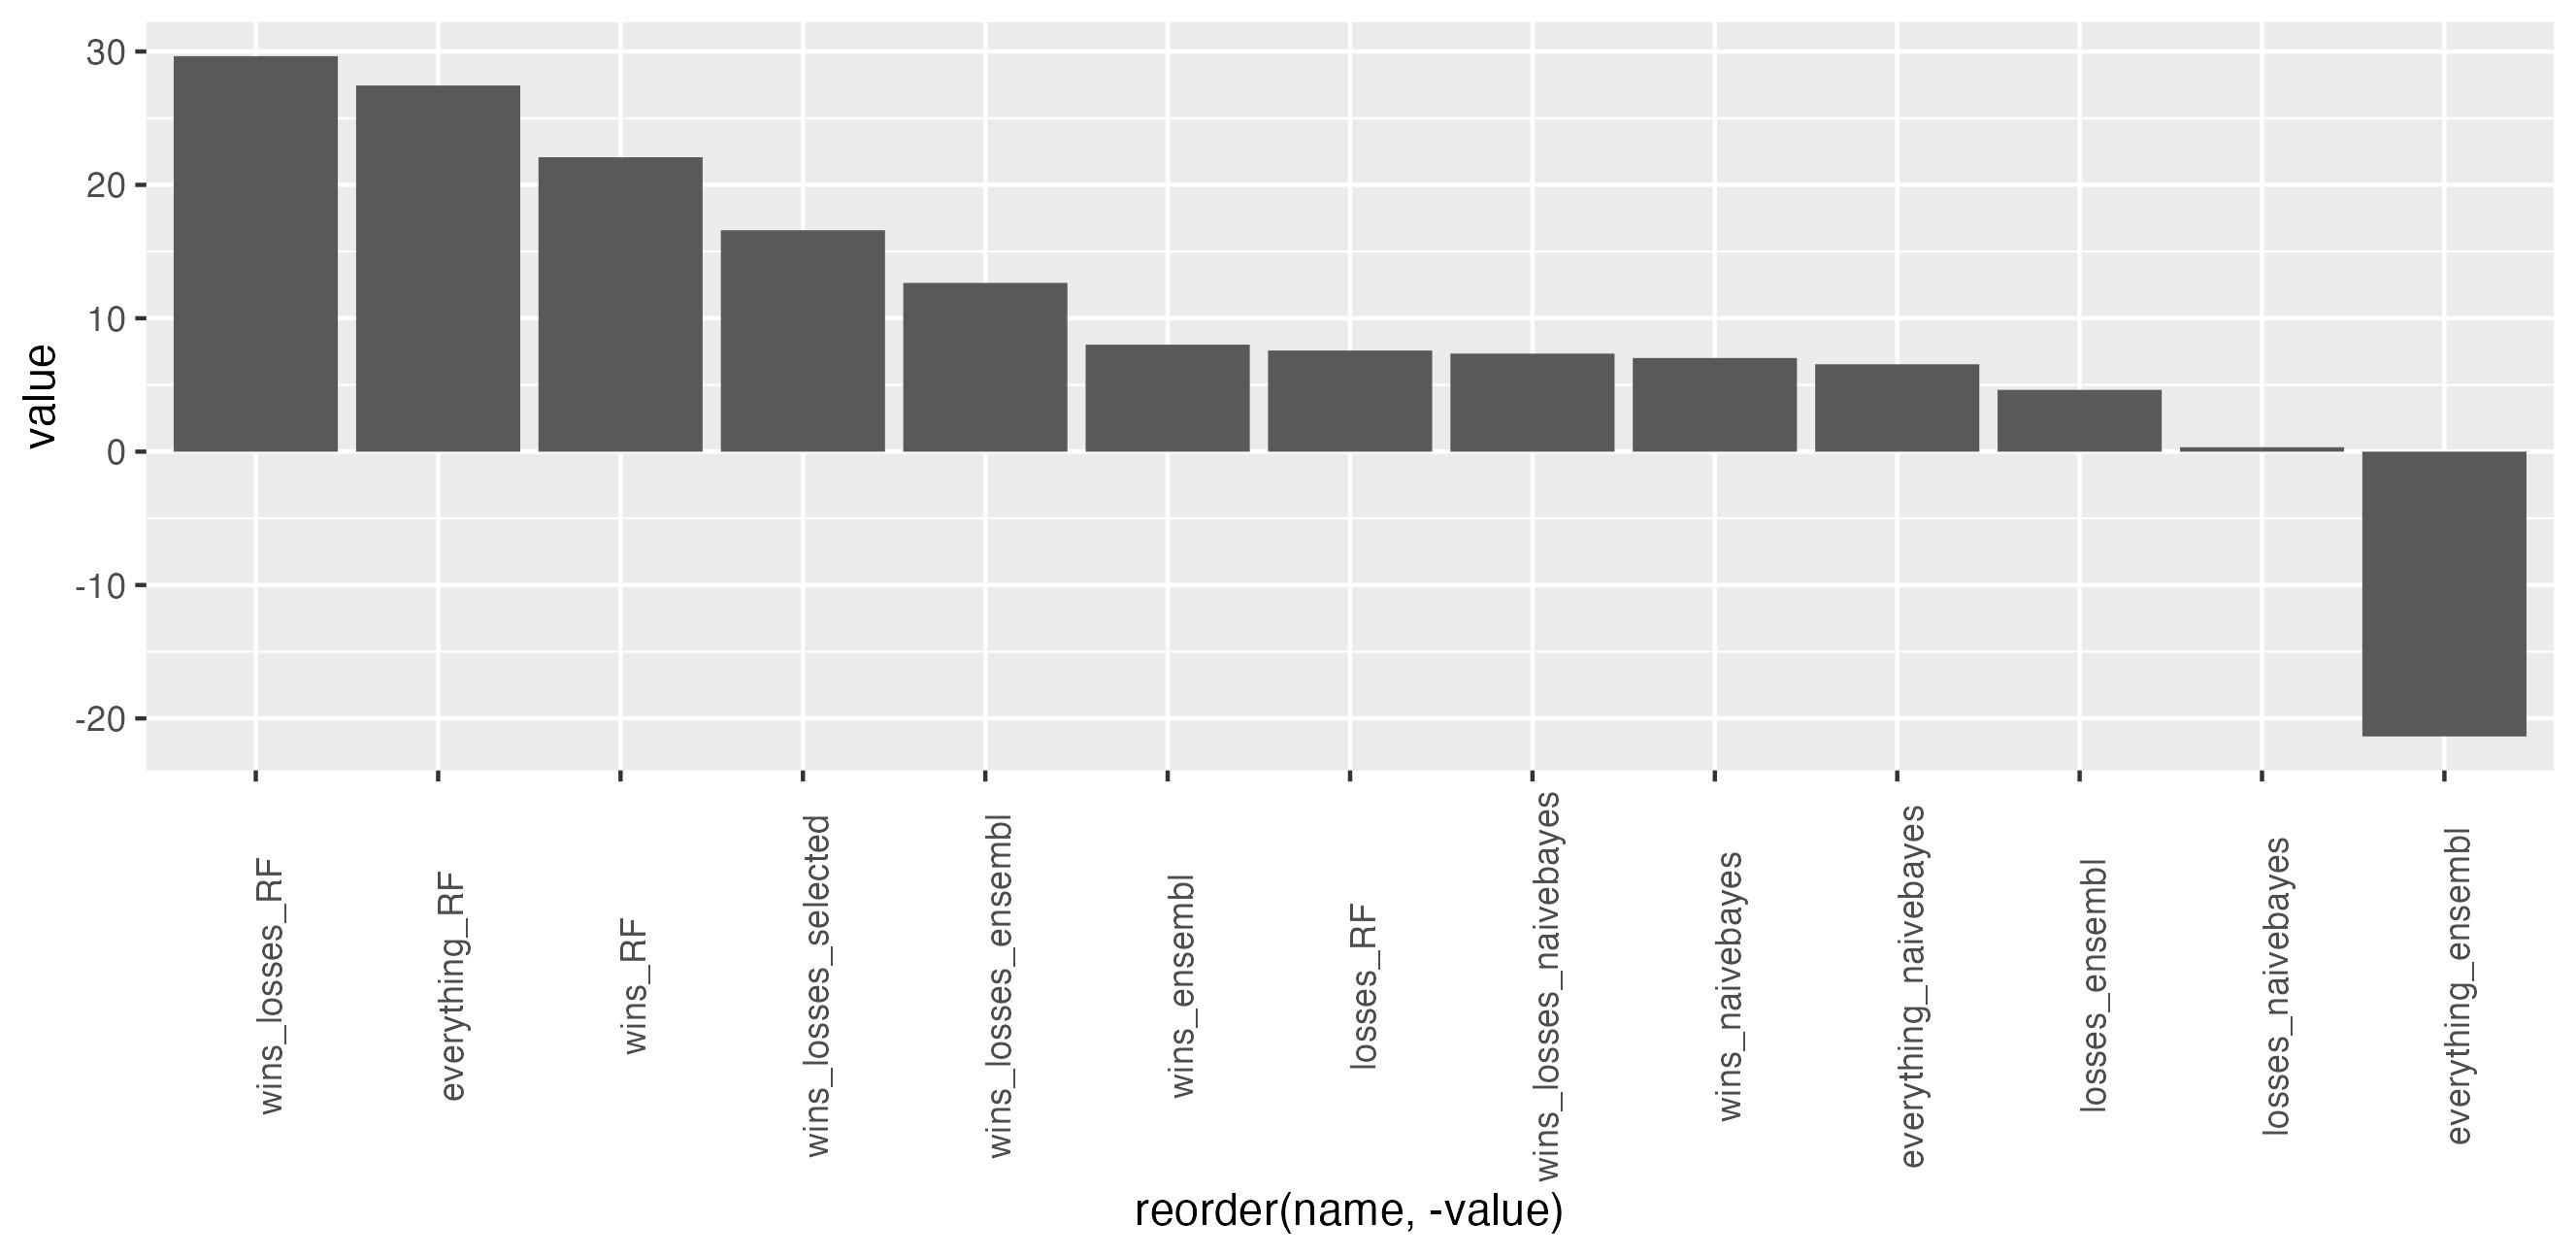 value
30
20
10
0
-10
-20
wins_losses_RF
everything_RF
wins_RF
wins_losses_selected
wins_losses_ensembl
wins_ensembl
losses_RF
wins_losses_naivebayes
wins_naivebayes
everything_naivebayes
losses_ensembl
losses_naivebayes
everything_ensembl
reorder(name, -value)